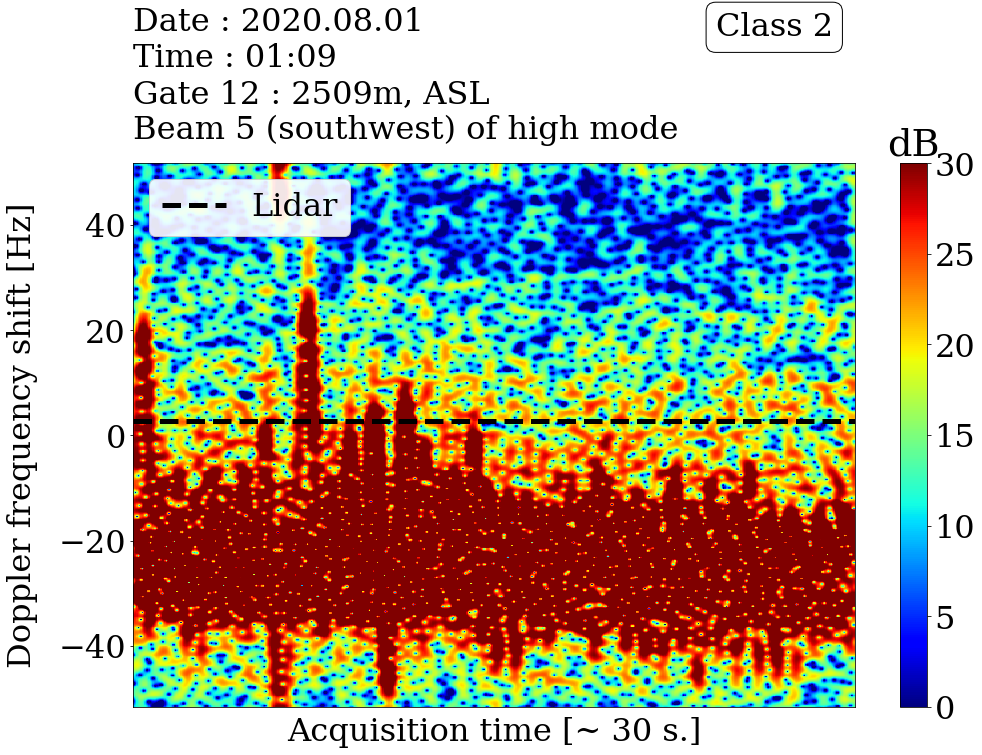 Date : 2020.08.01
Time : 01:09
Gate 12 : 2509m, ASL
Beam 5 (southwest) of high mode
Class 2
dB
Lidar
Doppler frequency shift [Hz]
40
20
0
−20
−40
30
25
20
15
10
5
0
Acquisition time [~ 30 s.]